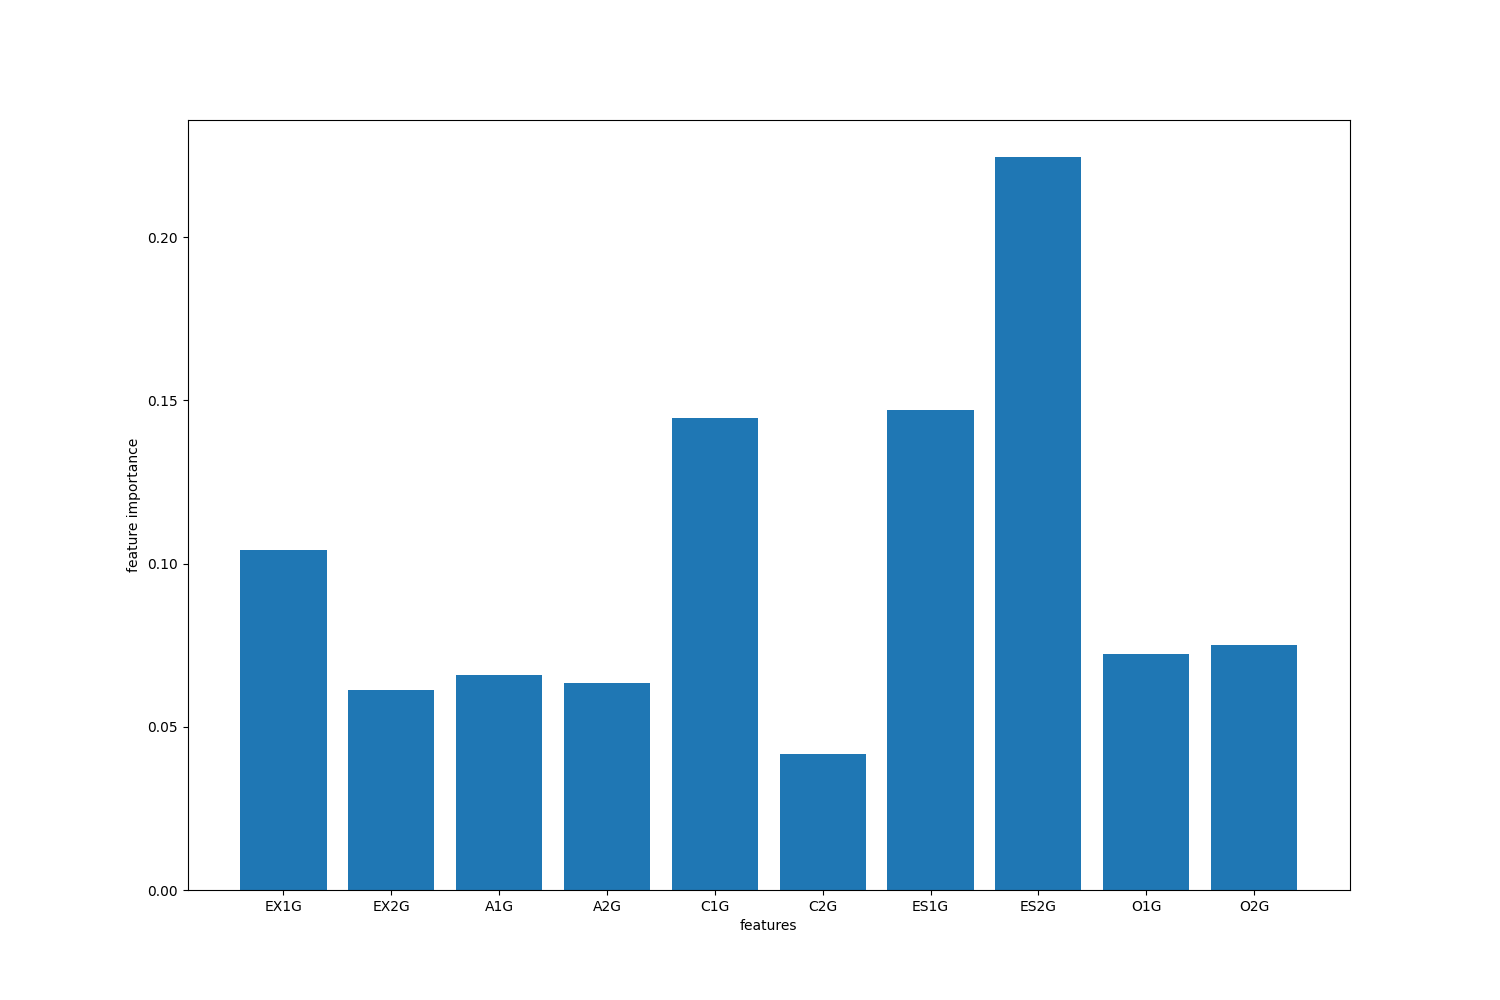 0.20
0.15
0.10
0.05
0.00
feature importance
EX1G EX2G A1G A2G C1G C2G ES1G ES2G O1G O2G
features